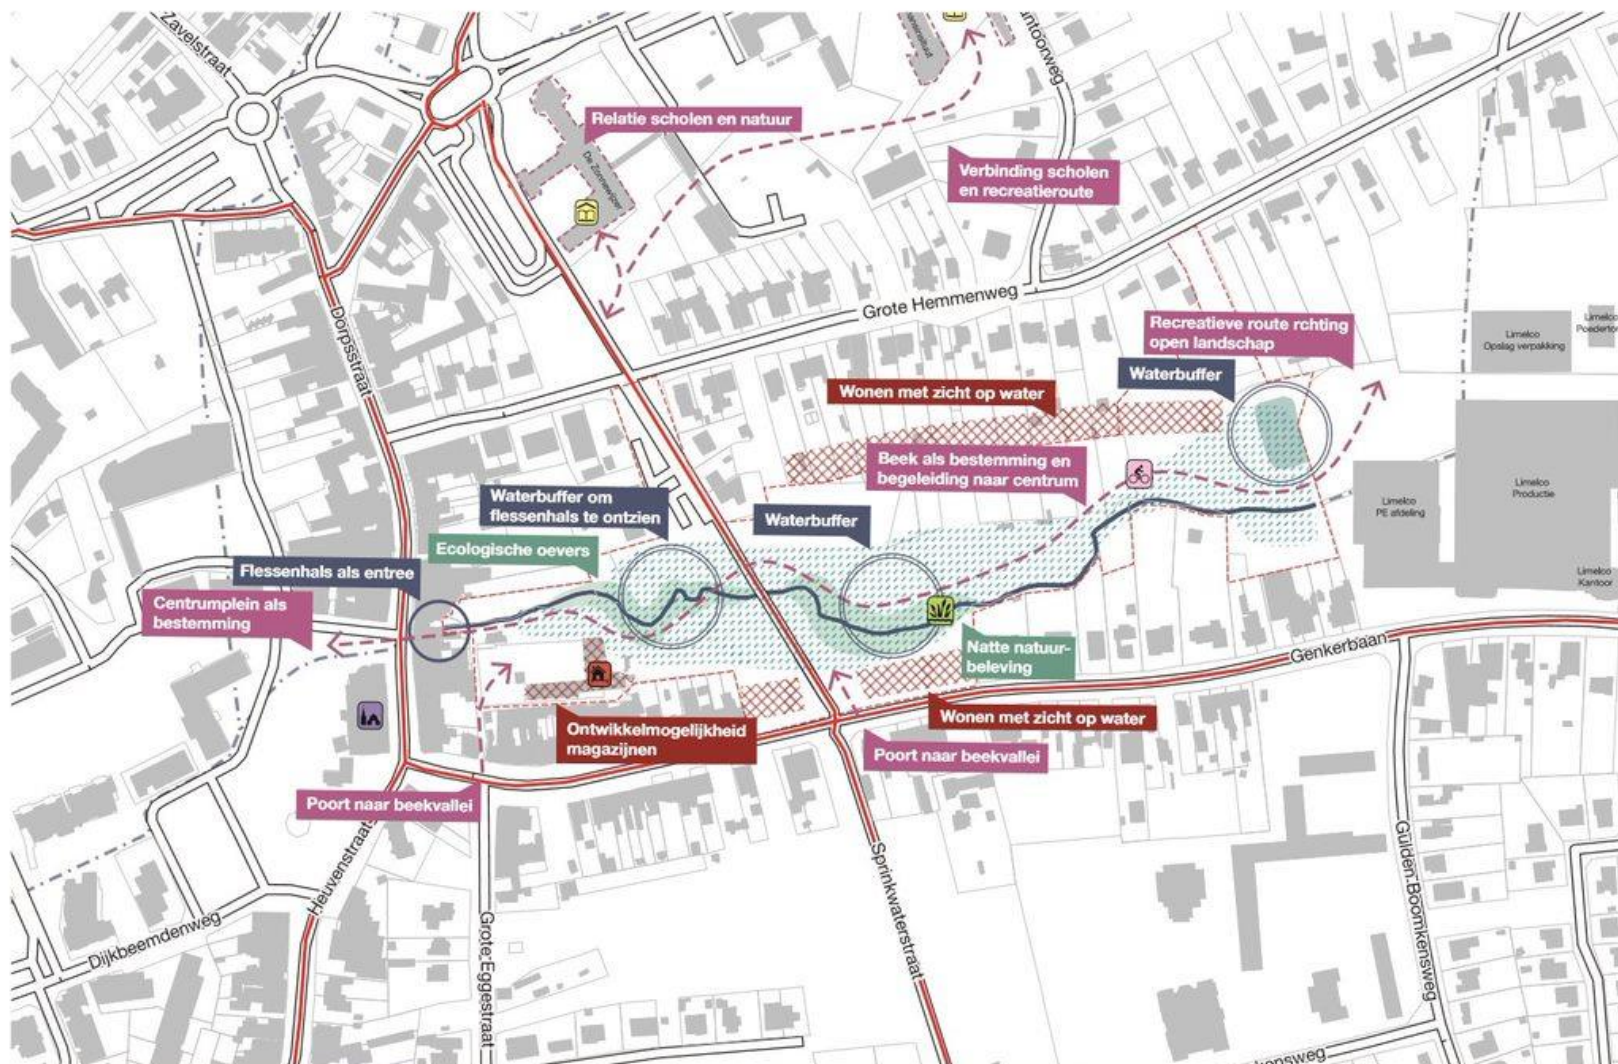 Zavelstraat
Relatie scholen en natuur
De Zonnewijzer
Verbinding scholen
en recreatieroute
Dorpsstraat
Grote Hemmenweg
Recreatieve route rchting
open landschap
Limelco
Opslag verpakking
Limelco
Waterbuffer
Wonen met zicht op water
Beek als bestemming en
begeleiding naar centrum
Waterbuffer om
flessenhals te ontzien
Waterbuffer
Limelco
PE afdeling
Limelco
Productie
Ecologische oevers
Flessenhals als entree
Limelco
Kantoor
Centrumplein als
bestemming
Natte natuur-
beleving
Genkerbaan
Ontwikkelmogelijkheid
magazijnen
Wonen met zicht op water
Poort naar beekvallei
Poort naar beekvallei
Heuvenstraat
Dijkbeemdenweg
Grote Eggestraat
Sprinkwaterstraat
Gulden Boomkensweg